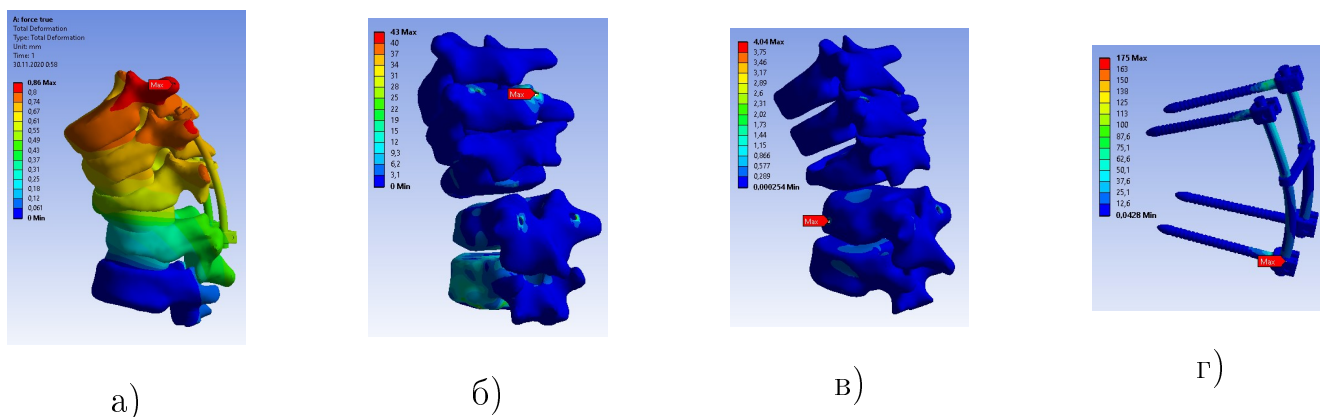 A: force true
Total Deformation
Type: Total Deformation
Unit: mm
Time: 1
30.11.2020 0:58
0,86 Max
0,8
0,74
0,67
0,61
0,55
0,49
0,43
0,37
0,31
0,25
0,18
0,12
0,061
0 Min
Max
43 Max
40
37
34
31
28
25
22
19
15
12
9,3
6,2
3,1
0 Min
Max
4,04 Max
3,75
3,46
3,17
2,89
2,6
2,31
2,02
1,73
1,44
1,15
0,866
0,577
0,289
0,000254 Min
Max
175 Max
163
150
138
125
113
100
87,6
75,1
62,6
50,1
37,6
25,1
12,6
0,0428 Min
Max
а)
б)
в)
г)